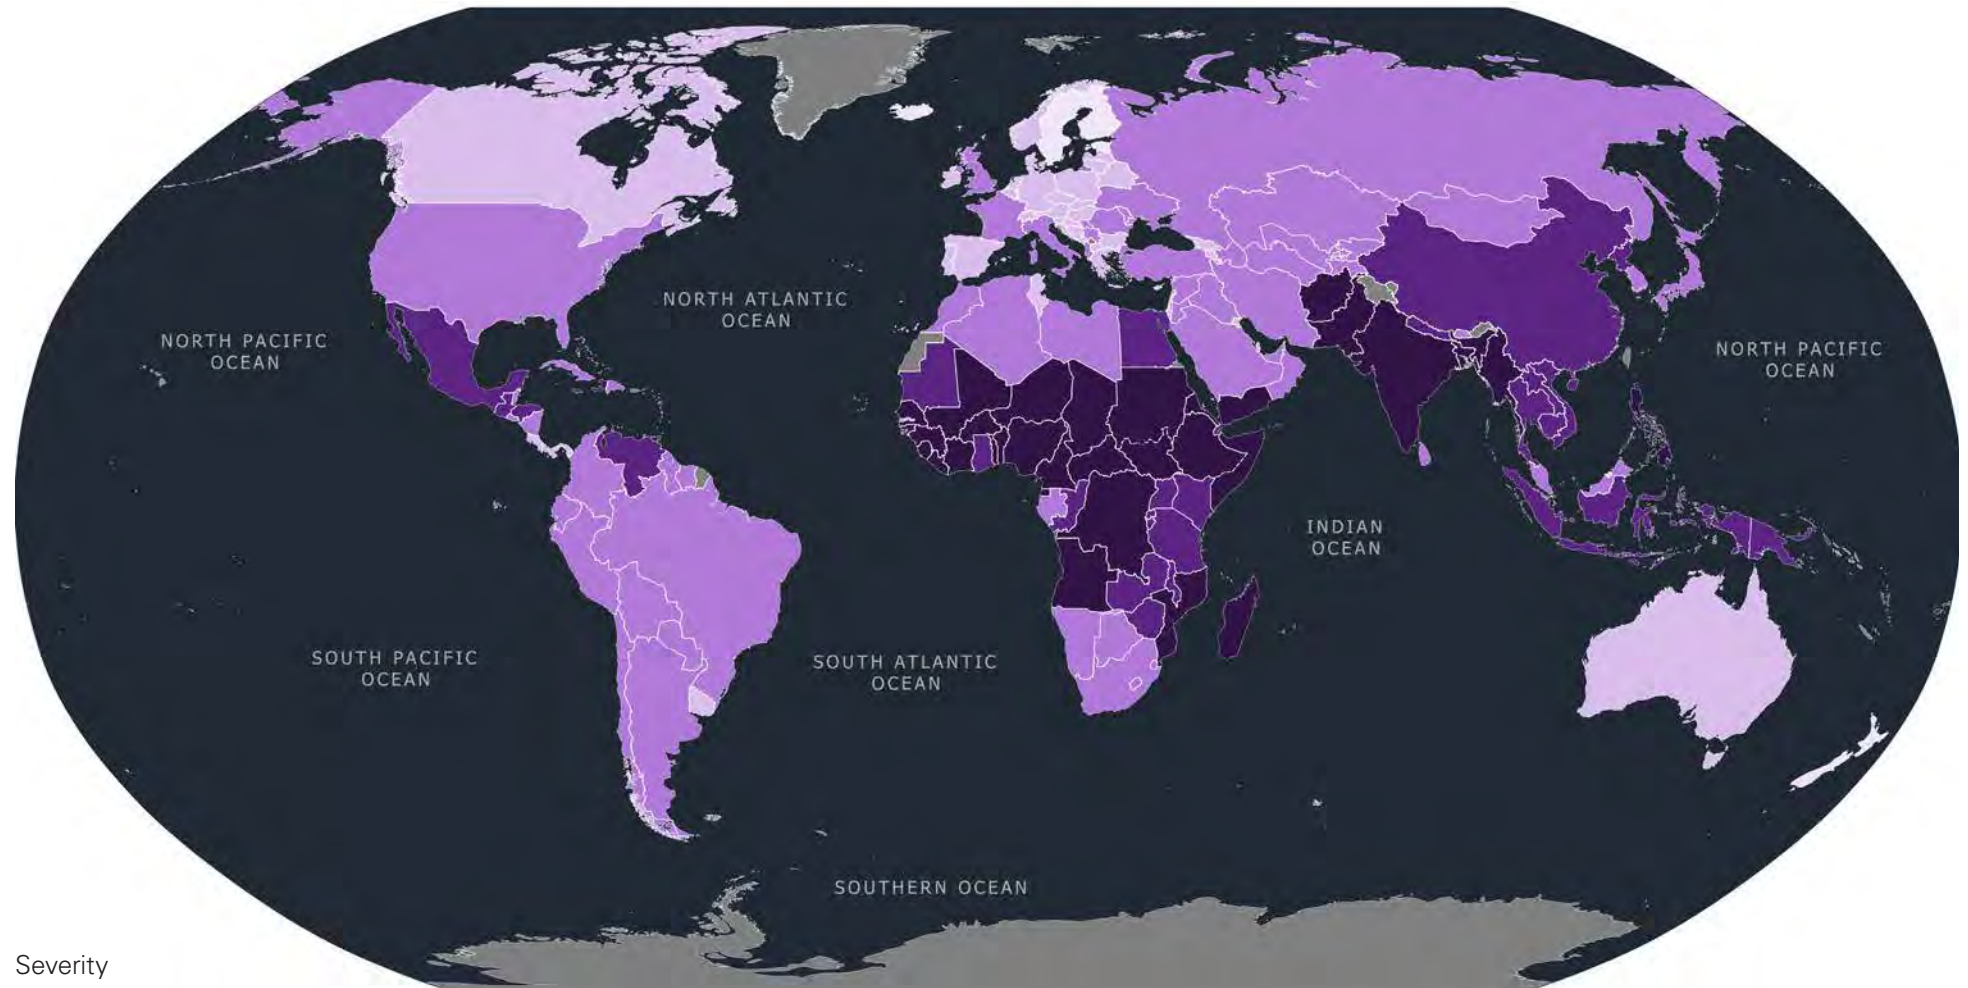 NORTH ATLANTIC
OCEAN
NORTH PACIFIC
OCEAN
NORTH PACIFIC
OCEAN
INDIAN
OCEAN
SOUTH PACIFIC
OCEAN
SOUTH ATLANTIC
OCEAN
SOUTHERN OCEAN
Severity